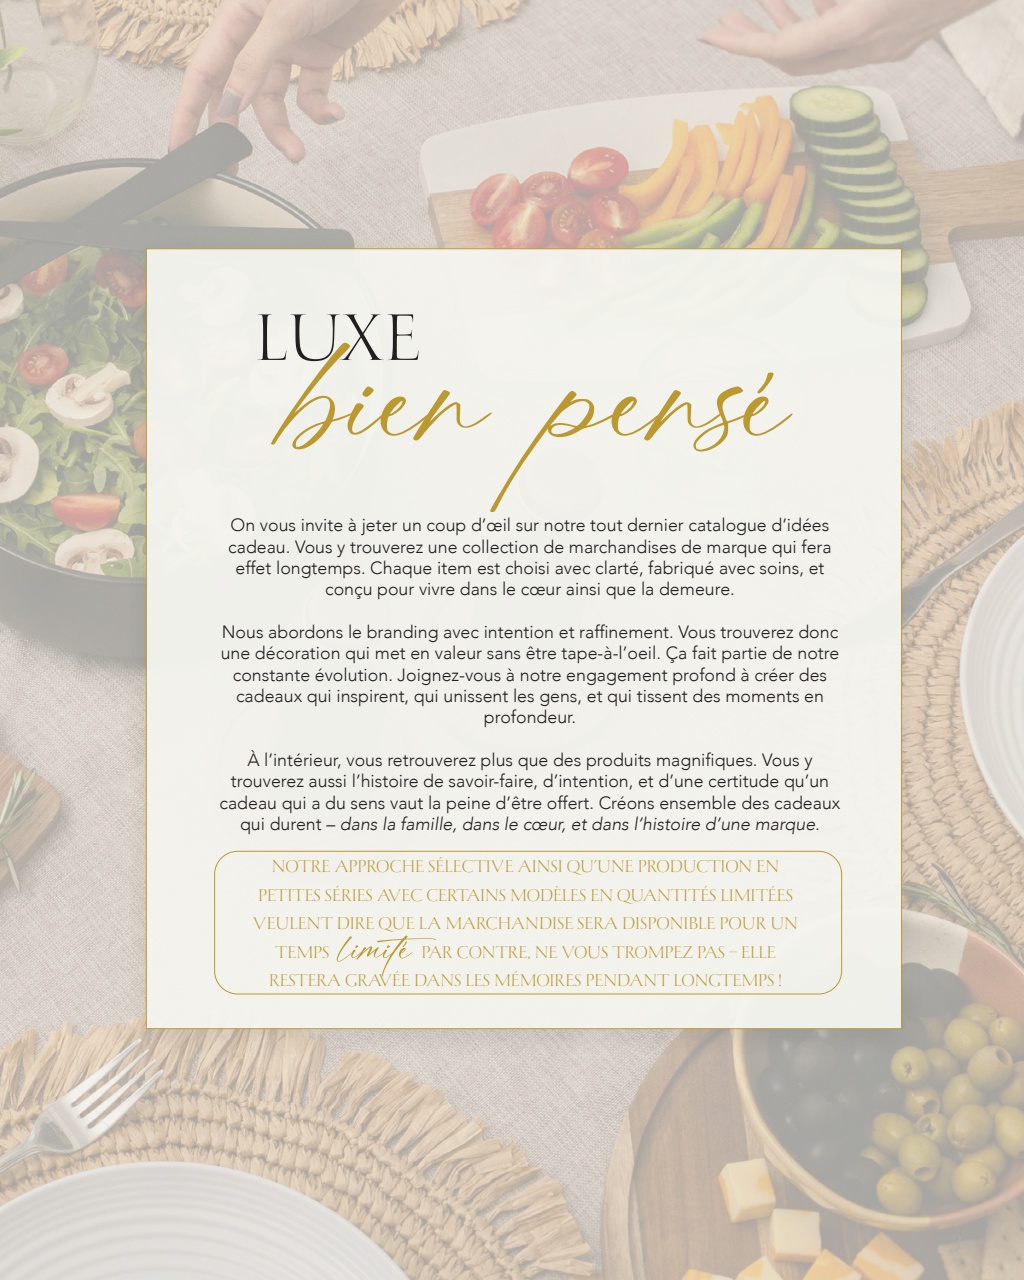 LUXE
bien pensé
On vous invite à jeter un coup d’œil sur notre tout dernier catalogue d’idées
cadeau. Vous y trouverez une collection de marchandises de marque qui fera
effet longtemps. Chaque item est choisi avec clarté, fabriqué avec soins, et
conçu pour vivre dans le cœur ainsi que la demeure.
Nous abordons le branding avec intention et raffinement. Vous trouverez donc
une décoration qui met en valeur sans être tape-à-l’oeil. Ça fait partie de notre
constante évolution. Joignez-vous à notre engagement profond à créer des
cadeaux qui inspirent, qui unissent les gens, et qui tissent des moments en
profondeur.
À l’intérieur, vous retrouverez plus que des produits magnifiques. Vous y
trouverez aussi l’histoire de savoir-faire, d’intention, et d’une certitude qu’un
cadeau qui a du sens vaut la peine d’être offert. Créons ensemble des cadeaux
qui durent – dans la famille, dans le cœur, et dans l’histoire d’une marque.
NOTRE APPROCHE SÉLECTIVE AINSI QU’UNE PRODUCTION EN
PETITES SÉRIES AVEC CERTAINS MODÈLES EN QUANTITÉS LIMITÉES
VEULENT DIRE QUE LA MARCHANDISE SERA DISPONIBLE POUR UN
TEMPS limité PAR CONTRE, NE VOUS TROMPEZ PAS – ELLE
RESTERA GRAVÉE DANS LES MÉMOIRES PENDANT LONGTEMPS !